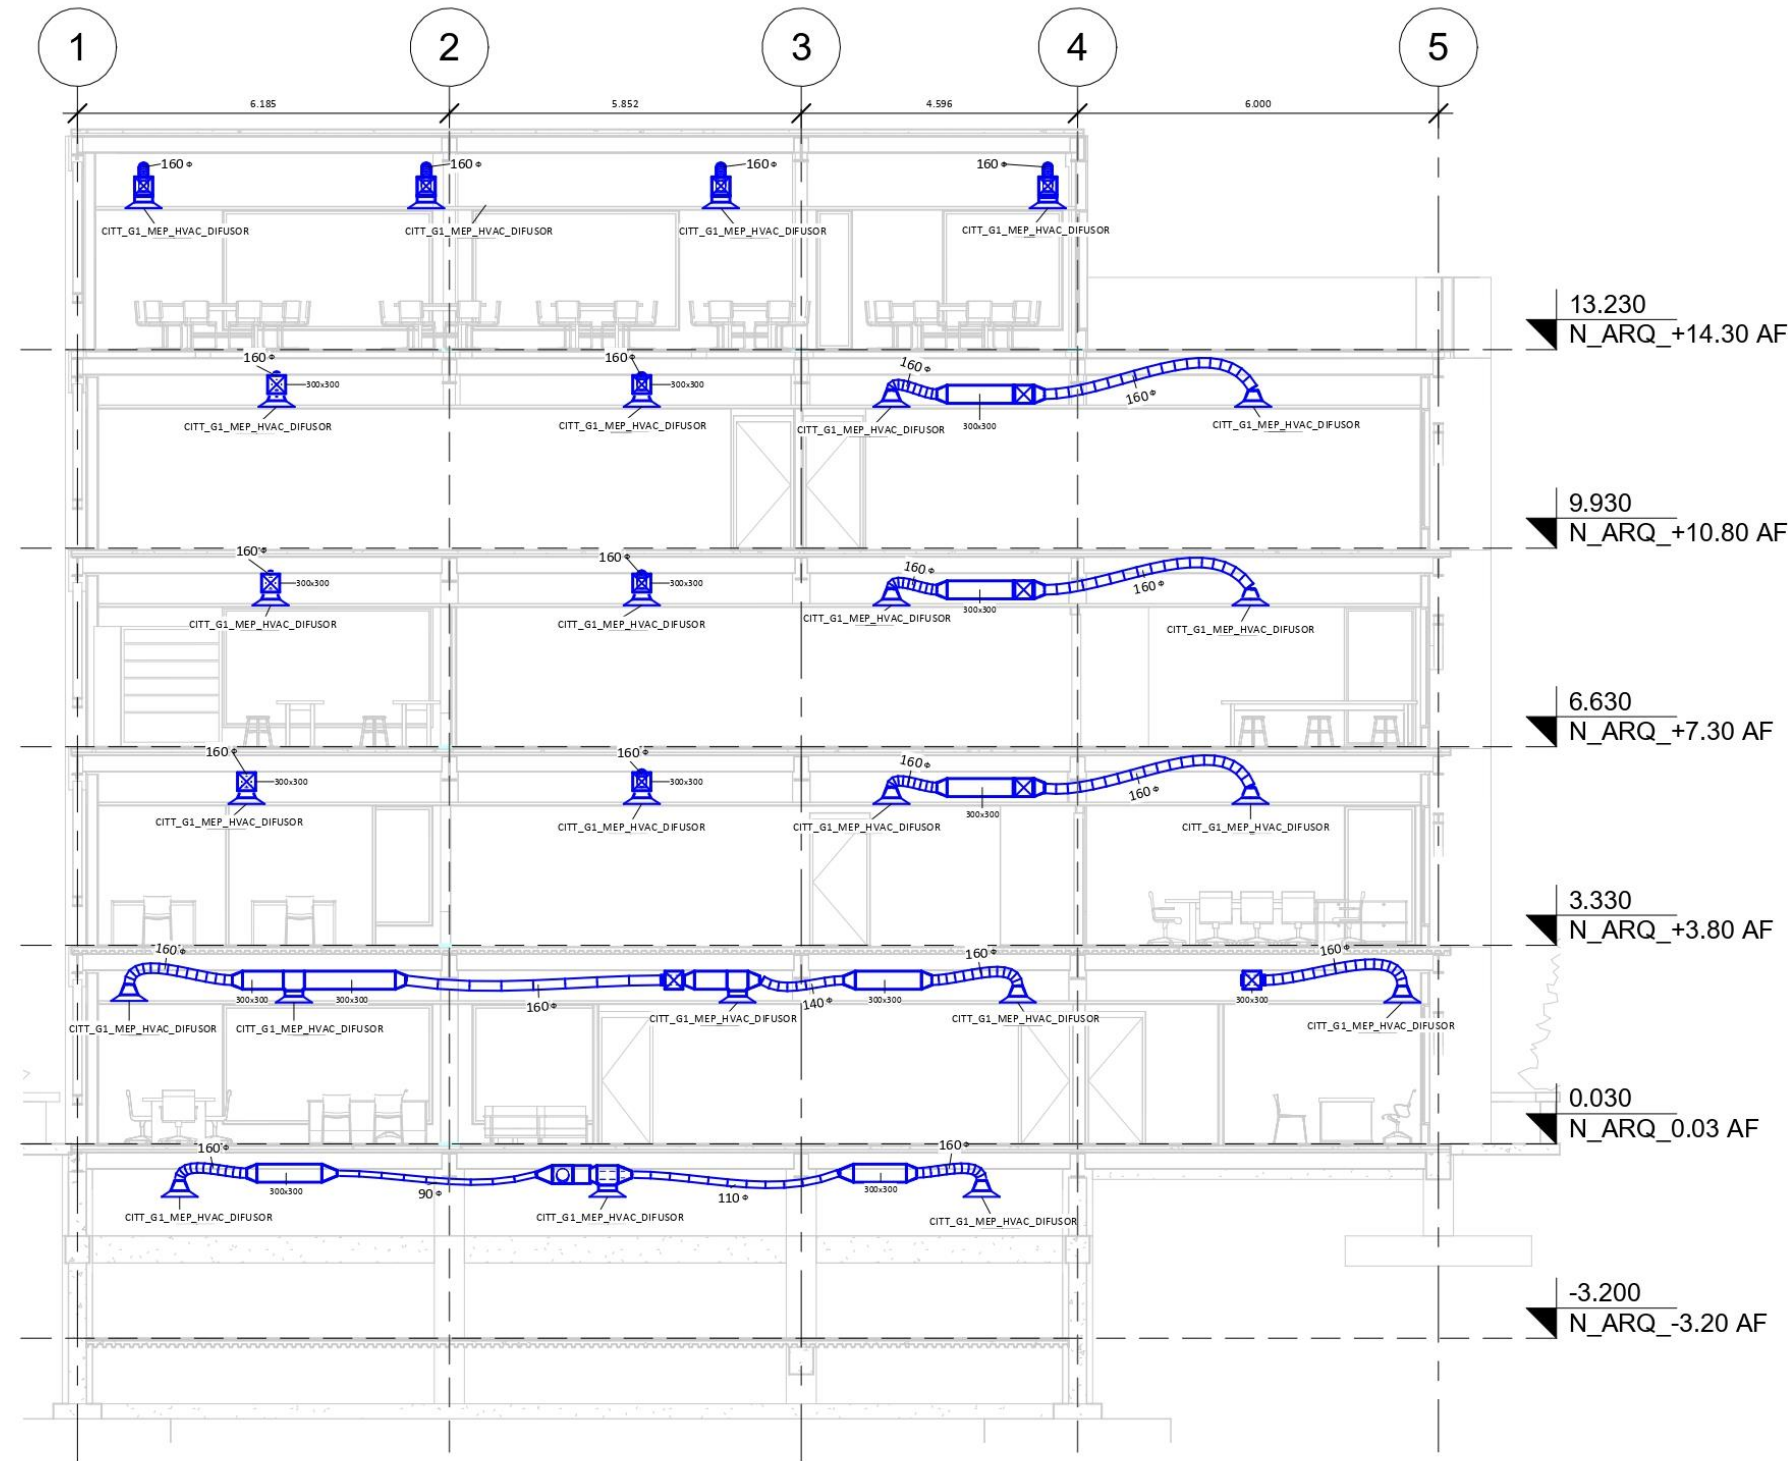 1 2 3 4 5
6.185 5.852 4.596 6.000
160⌀ 160⌀ 160⌀ 160⌀
CITT_G1_MEP_HVAC_DIFUSOR CITT_G1_MEP_HVAC_DIFUSOR CITT_G1_MEP_HVAC_DIFUSOR CITT_G1_MEP_HVAC_DIFUSOR
13.230
N_ARQ_+14.30 AF
160⌀ 160⌀ 160⌀
300x300 300x300 160⌀
CITT_G1_MEP_HVAC_DIFUSOR CITT_G1_MEP_HVAC_DIFUSOR CITT_G1_MEP_HVAC_DIFUSOR 300x300 CITT_G1_MEP_HVAC_DIFUSOR
9.930
N_ARQ_+10.80 AF
160⌀ 160⌀ 160⌀
300x300 300x300 160⌀
300x300
CITT_G1_MEP_HVAC_DIFUSOR CITT_G1_MEP_HVAC_DIFUSOR CITT_G1_MEP_HVAC_DIFUSOR CITT_G1_MEP_HVAC_DIFUSOR
6.630
N_ARQ_+7.30 AF
160⌀ 160⌀ 160⌀
300x300 300x300 160⌀
300x300
CITT_G1_MEP_HVAC_DIFUSOR CITT_G1_MEP_HVAC_DIFUSOR CITT_G1_MEP_HVAC_DIFUSOR CITT_G1_MEP_HVAC_DIFUSOR
3.330
N_ARQ_+3.80 AF
160⌀ 160⌀ 160⌀
300x300 300x300 160⌀ 140⌀ 300x300 300x300
CITT_G1_MEP_HVAC_DIFUSOR CITT_G1_MEP_HVAC_DIFUSOR CITT_G1_MEP_HVAC_DIFUSOR CITT_G1_MEP_HVAC_DIFUSOR CITT_G1_MEP_HVAC_DIFUSOR
0.030
N_ARQ_0.03 AF
160⌀ 160⌀
300x300 90⌀ 110⌀ 300x300
CITT_G1_MEP_HVAC_DIFUSOR CITT_G1_MEP_HVAC_DIFUSOR CITT_G1_MEP_HVAC_DIFUSOR
-3.200
N_ARQ_-3.20 AF